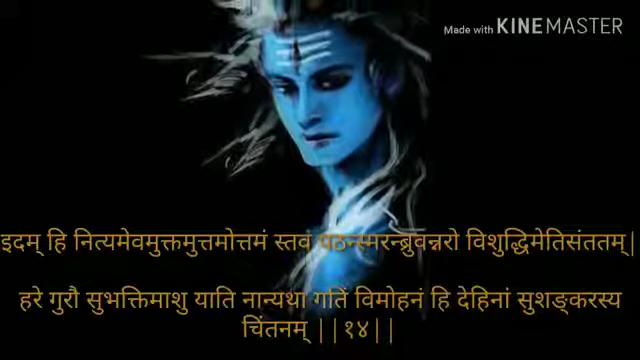 Made with KINEMASTER
इदम् हि नित्यमेवमुक्तमुत्तमोत्तमं स्तवं पठन्स्मरन्ब्रुवन्नरो विशुद्धिमेतिसंततम्|
हरे गुरौ सुभक्तिमाशु याति नान्यथा गतिं विमोहनं हि देहिनां सुशङ्करस्य
चिंतनम् ||१४||